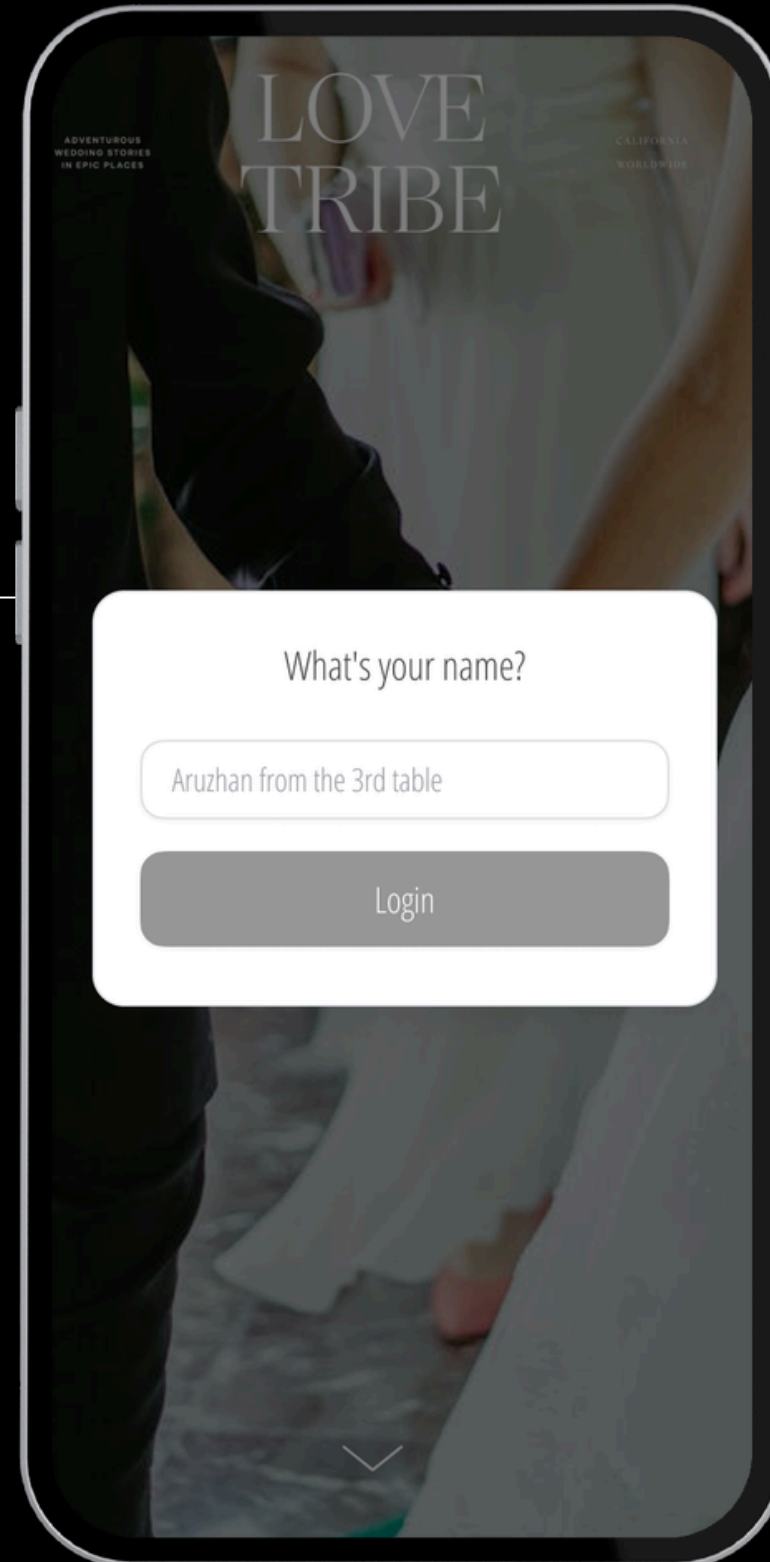 LOVE
TRIBE
ADVENTUROUS
WEDDING STORIES
IN EPIC PLACES
CALIFORNIA
WORLDWIDE
What's your name?
Aruzhan from the 3rd table
Login